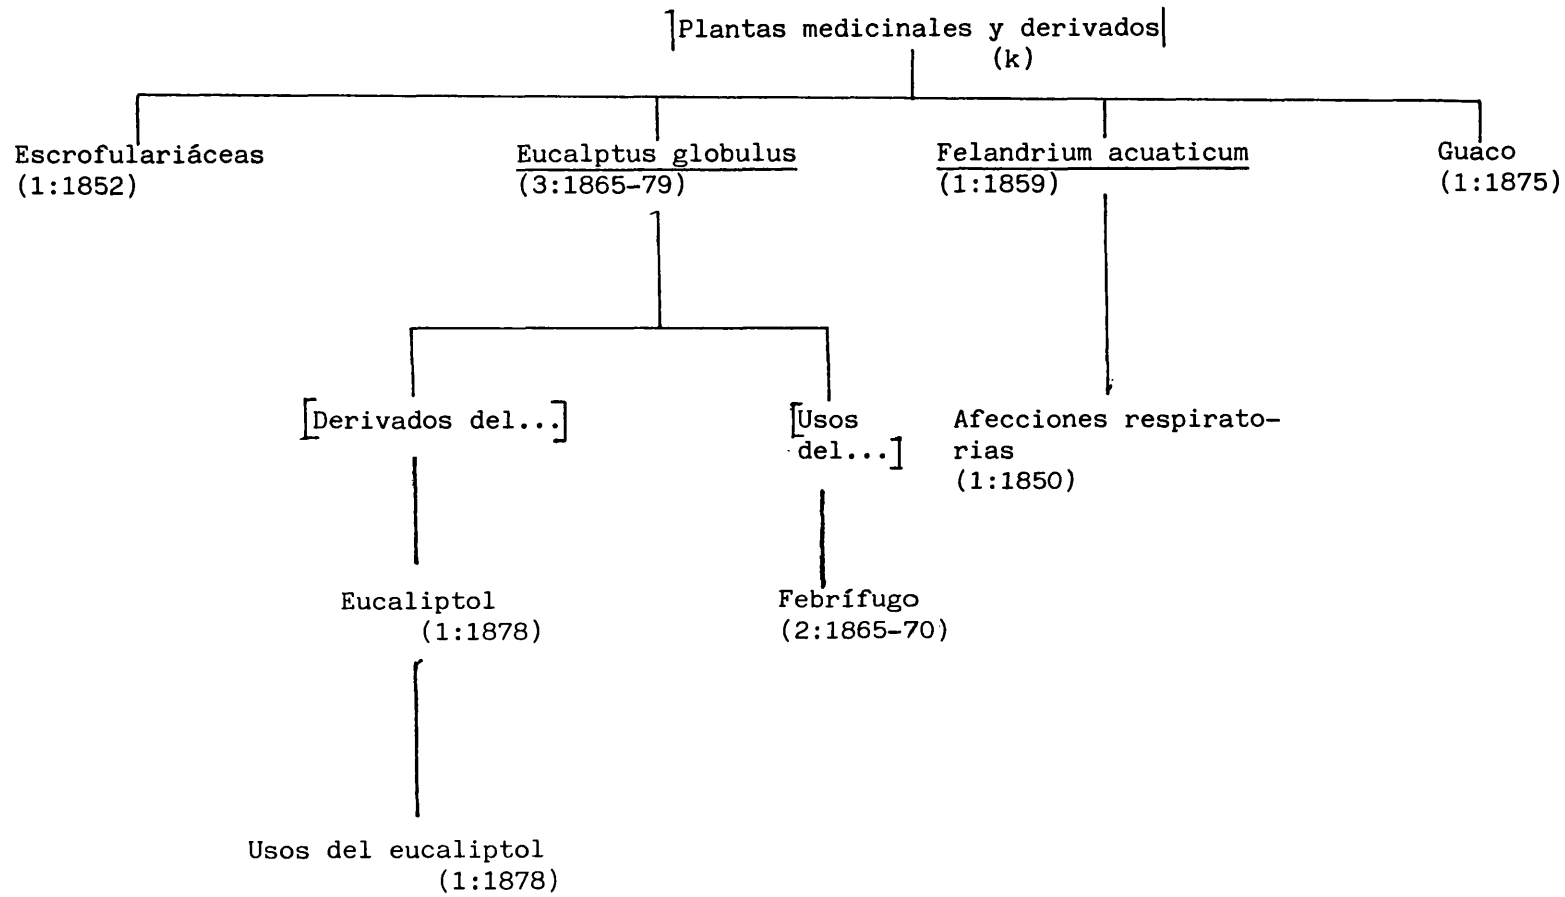 Plantas medicinales y derivados
(k)
Escrofulariáceas
(1:1852)
Eucalptus globulus
(3:1865-79)
Felandrium acuaticum
(1:1859)
Guaco
(1:1875)
[Derivados del...]
[Usos
del...]
Afecciones respirato-
rias
(1:1850)
Eucaliptol
(1:1878)
Febrífugo
(2:1865-70)
Usos del eucaliptol
(1:1878)